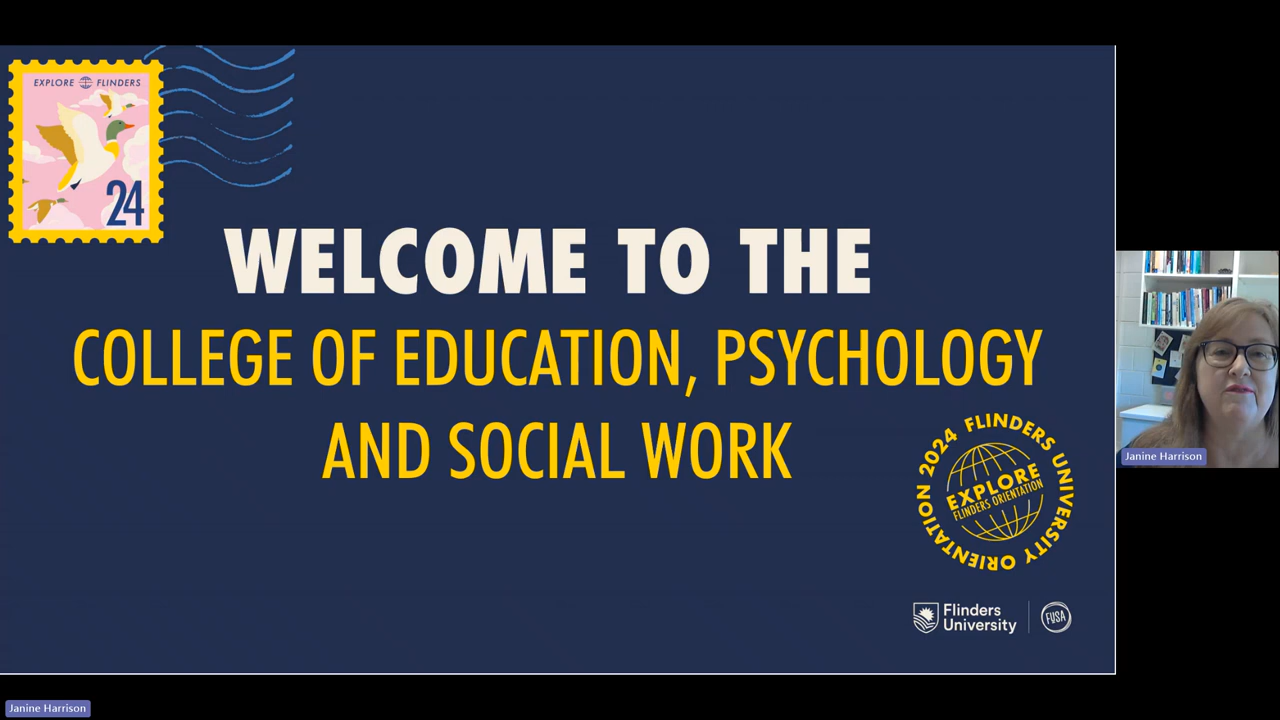 EXPLORE FLINDERS
24
WELCOME TO THE
COLLEGE OF EDUCATION, PSYCHOLOGY
AND SOCIAL WORK
FLINDERS UNIVERSITY ORIENTATION 2024
EXPLORE
FLINDERS ORIENTATION
Flinders
University
FUSA
Janine Harrison
Janine Harrison